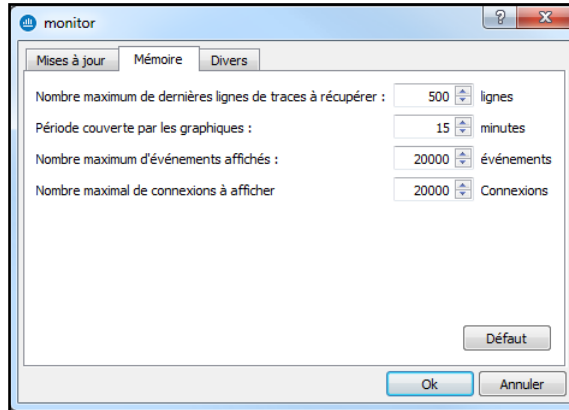 monitor
Mises à jour Mémoire Divers
Nombre maximum de dernières lignes de traces à récupérer : 500 lignes
Période couverte par les graphiques : 15 minutes
Nombre maximum d'événements affichés : 20000 événements
Nombre maximal de connexions à afficher 20000 Connexions
Défaut
Ok Annuler